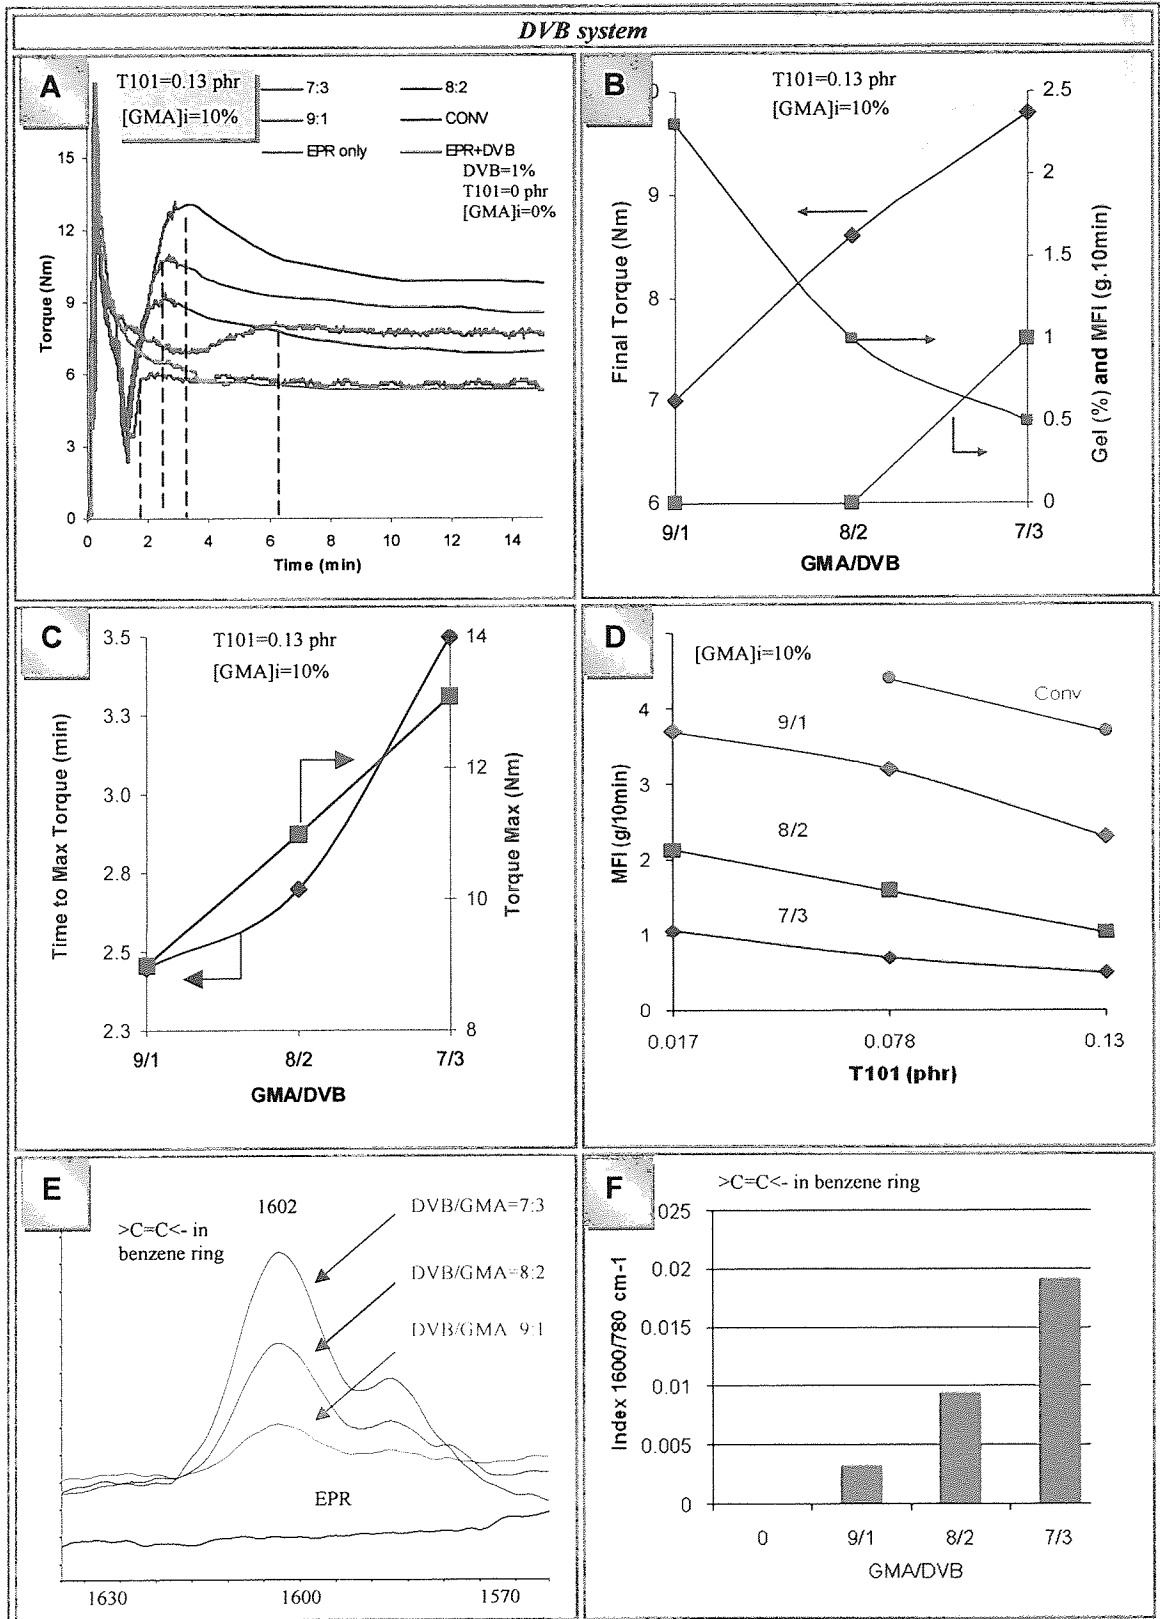 DVB system
A
T101=0.13 phr
[GMA]i=10%
7:3
8:2
9:1
CONV
EPR only
EPR+DVB
DVB=1%
T101=0 phr
[GMA]i=0%
15
12
9
6
3
0
Torque (Nm)
0 2 4 6 8 10 12 14
Time (min)
B
T101=0.13 phr
[GMA]i=10%
9
8
7
6
Final Torque (Nm)
2.5
2
1.5
1
0.5
0
Gel (%) and MFI (g.10min)
9/1 8/2 7/3
GMA/DVB
C
T101=0.13 phr
[GMA]i=10%
3.5
3.3
3.0
2.8
2.5
2.3
Time to Max Torque (min)
14
12
10
8
Torque Max (Nm)
9/1 8/2 7/3
GMA/DVB
D
[GMA]i=10%
Conv
9/1
8/2
7/3
4
3
2
1
0
MFI (g/10min)
0.017 0.078 0.13
T101 (phr)
E
>C=C<- in
benzene ring
1602
DVB/GMA=7:3
DVB/GMA=8:2
DVB/GMA 9:1
EPR
1630 1600 1570
F
>C=C<- in benzene ring
025
0.02
0.015
0.01
0.005
0
Index 1600/780 cm-1
0 9/1 8/2 7/3
GMA/DVB